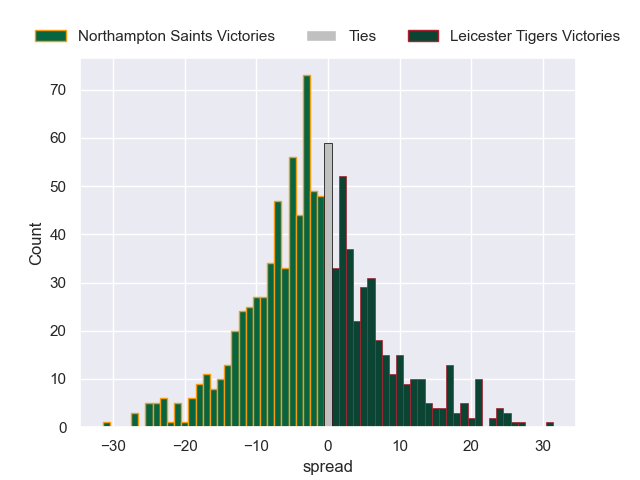 Northampton Saints Victories Ties Leicester Tigers Victories
70
60
50
40
30
20
10
0
Count
−30 −20 −10 0 10 20 30
spread